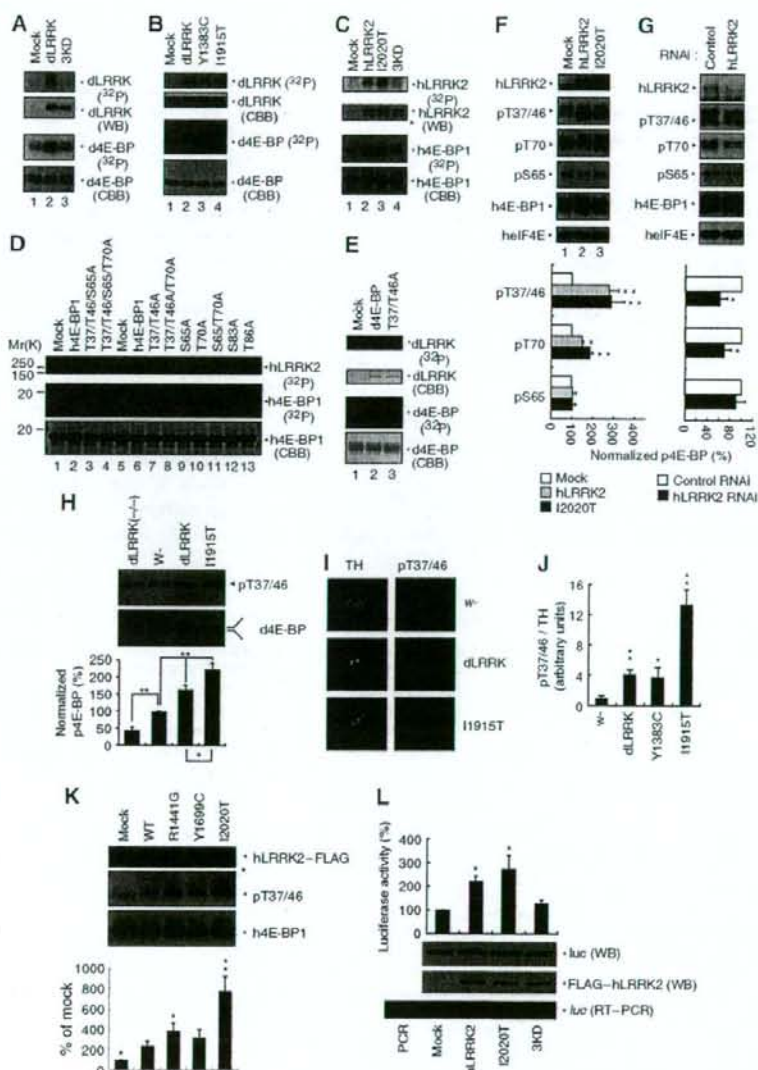 A
Mock
dLRRK
3KD
dLRRK
(32P)
dLRRK
(WB)
d4E-BP
(32P)
d4E-BP
(CBB)
1 2 3
B
Mock
dLRRK
Y1383C
I1915T
dLRRK (32P)
dLRRK
(CBB)
d4E-BP (32P)
d4E-BP
(CBB)
1 2 3 4
C
Mock
hLRRK2
I2020T
3KD
hLRRK2
(32P)
hLRRK2
(WB)
*
h4E-BP1
(32P)
h4E-BP1
(CBB)
1 2 3 4
D
Mock
h4E-BP1
T37/T46/S65A
T37/T46/S65/T70A
Mock
h4E-BP1
T37/T46A
T37/T46A/T70A
S65A
T70A
S65/T70A
S83A
T86A
Mr(K)
250
150
20
20
hLRRK2
(32P)
h4E-BP1
(32P)
h4E-BP1
(CBB)
1 2 3 4 5 6 7 8 9 10 11 12 13
E
Mock
d4E-BP
T37/T46A
dLRRK
(32P)
dLRRK
(CBB)
d4E-BP
(32P)
d4E-BP
(CBB)
1 2 3
F
Mock
hLRRK2
I2020T
hLRRK2
pT37/46
pT70
pS65
h4E-BP1
heIF4E
1 2 3
pT37/46
pT70
pS65
0
100
200
300
400
Mock
hLRRK2
I2020T
G
RNAi :
Control
hLRRK2
hLRRK2
pT37/46
pT70
pS65
h4E-BP1
heIF4E
0
40
80
120
Normalized p4E-BP (%)
Control RNAi
hLRRK2 RNAi
H
dLRRK(-/-)
W-
dLRRK
I1915T
pT37/46
d4E-BP
Normalized
p4E-BP (%)
250
200
150
100
50
0
**
**
*
I
TH pT37/46
w-
dLRRK
I1915T
J
pT37/46 / TH
(arbitrary units)
16
12
8
4
0
w-
dLRRK
Y1383C
I1915T
K
Mock
WT
R1441G
Y1699C
I2020T
hLRRK2-FLAG
*
pT37/46
h4E-BP1
% of mock
1000
800
600
400
200
L
Luciferase activity (%)
400
300
200
100
0
luc (WB)
FLAG-hLRRK2 (WB)
luc (RT-PCR)
PCR
Mock
hLRRK2
I2020T
3KD